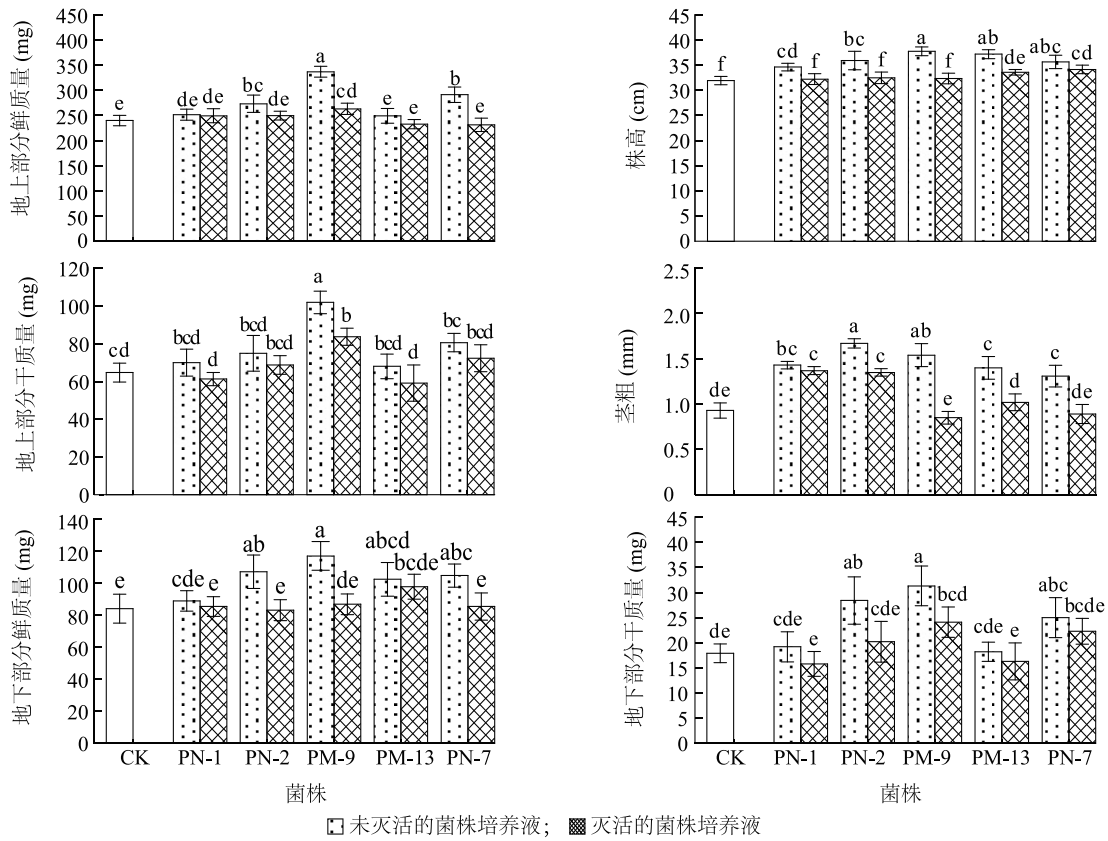 地上部分鲜质量 (mg)
450
400
350
300
250
200
150
100
50
0
e
de de
bc de
a cd
de e
b e
株高 (cm)
45
40
35
30
25
20
15
10
5
0
f
cd f
bc f
a f
ab de
abc cd
地上部分干质量 (mg)
120
100
80
60
40
20
0
cd
bcd d
bcd bcd
a b
bcd d
bc bcd
茎粗 (mm)
2.5
2.0
1.5
1.0
0.5
0
de
bc c
a c
ab e
c d
c de
地下部分鲜质量 (mg)
140
120
100
80
60
40
20
0
e
cde e
ab e
a de
abcd bcde
abc e
CK PN-1 PN-2 PM-9 PM-13 PN-7
菌株
地下部分干质量 (mg)
45
40
35
30
25
20
15
10
5
0
de
cde e
ab cde
a bcd
cde e
abc bcde
CK PN-1 PN-2 PM-9 PM-13 PN-7
菌株
未灭活的菌株培养液; 灭活的菌株培养液